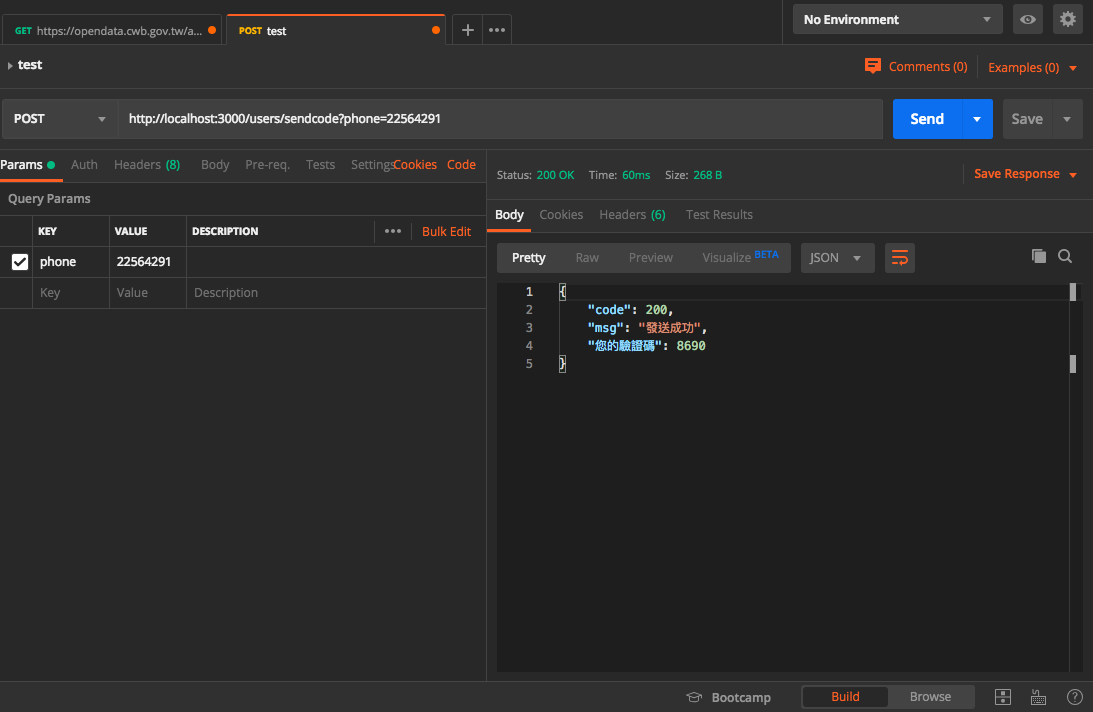 GET https://opendata.cwb.gov.tw/a...
POST test
No Environment
test
Comments (0)
Examples (0)
POST
http://localhost:3000/users/sendcode?phone=22564291
Send
Save
Params
Auth
Headers (8)
Body
Pre-req.
Tests
Settings
Cookies
Code
Query Params
KEY
VALUE
DESCRIPTION
Bulk Edit
phone
22564291
Key
Value
Description
Status: 200 OK
Time: 60ms
Size: 268 B
Save Response
Body
Cookies
Headers (6)
Test Results
Pretty
Raw
Preview
Visualize BETA
JSON
1 {
2 "code": 200,
3 "msg": "發送成功",
4 "您的驗證碼": 8690
5 }
Bootcamp
Build
Browse